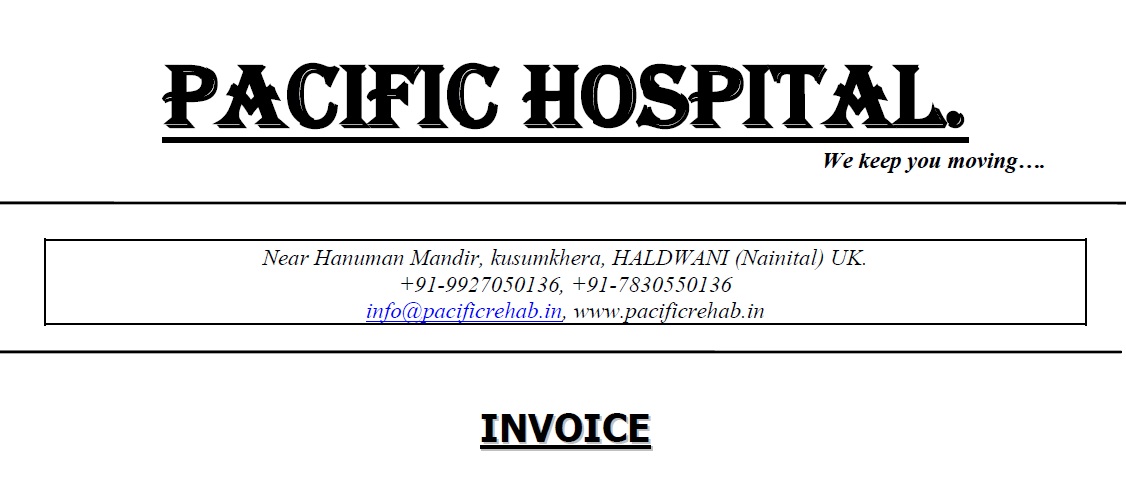 PACIFIC HOSPITAL.
We keep you moving….
Near Hanuman Mandir, kusumkhera, HALDWANI (Nainital) UK.
+91-9927050136, +91-7830550136
info@pacificrehab.in, www.pacificrehab.in
INVOICE